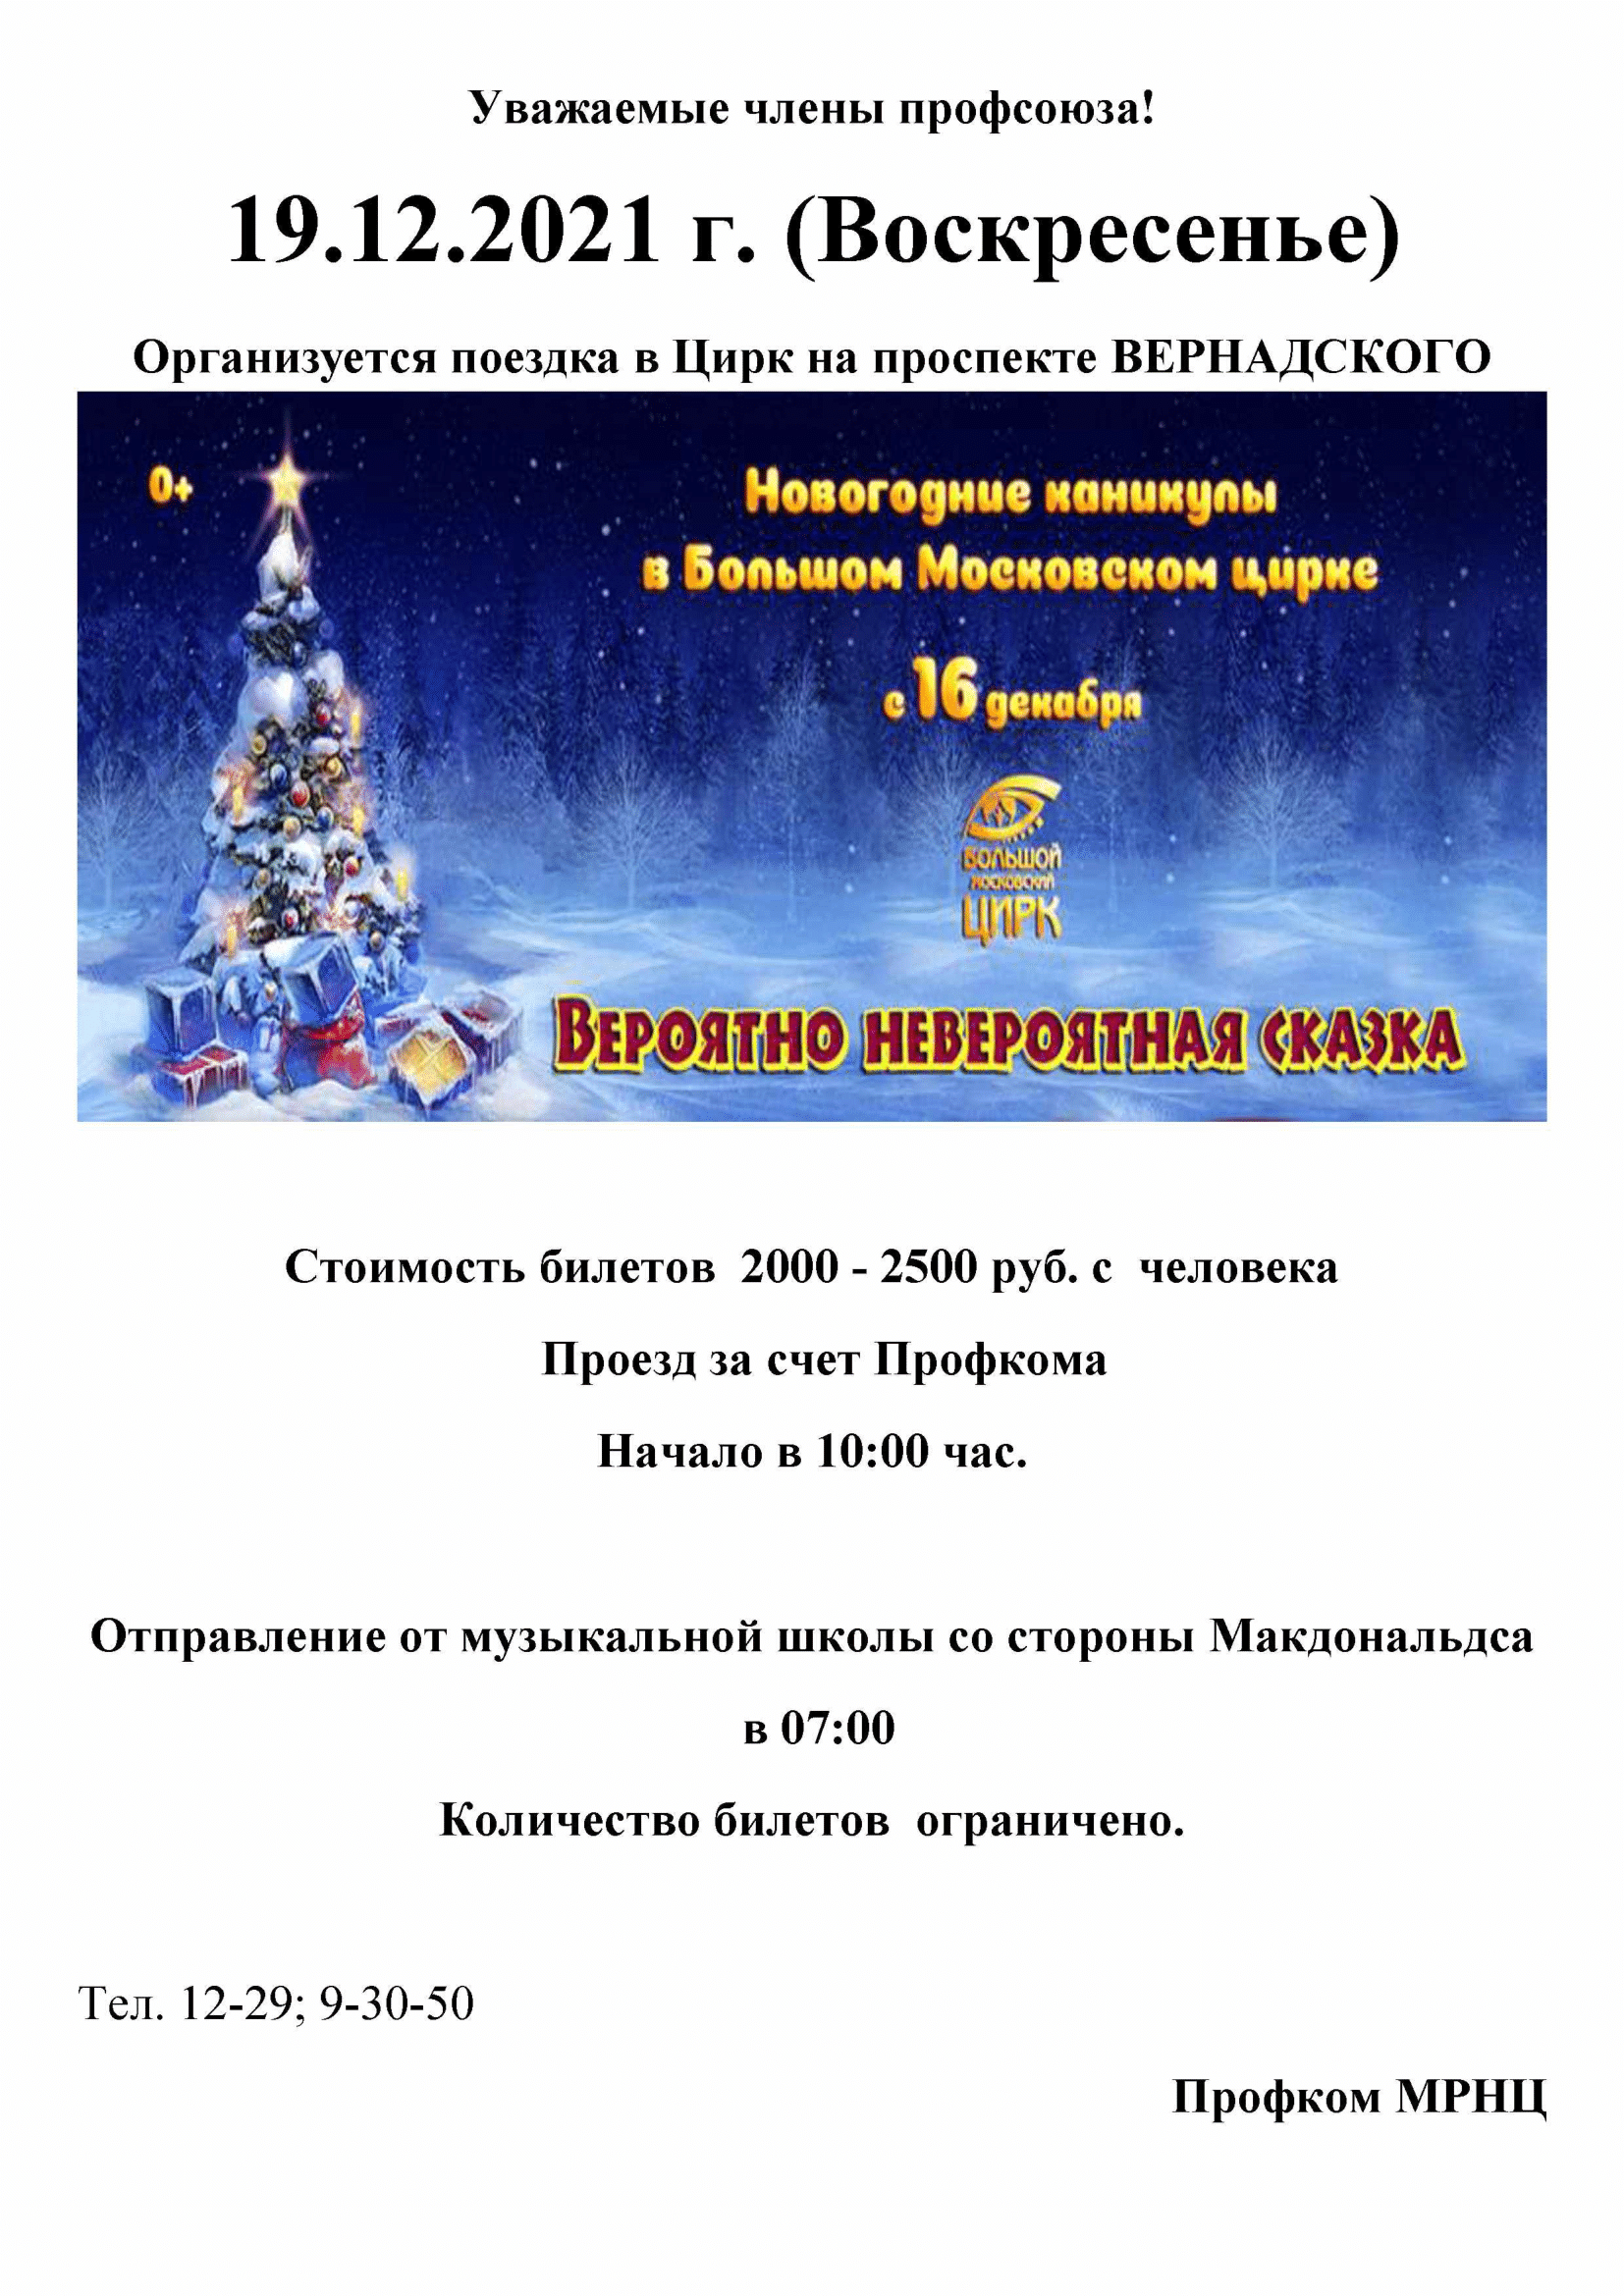 Уважаемые члены профсоюза!
19.12.2021 г. (Воскресенье)
Организуется поездка в Цирк на проспекте ВЕРНАДСКОГО
0+
Новогодние каникулы
в Большом Московском цирке
с 16 декабря
БОЛЬШОЙ
МОСКОВСКИЙ
ЦИРК
ВЕРОЯТНО НЕВЕРОЯТНАЯ СКАЗКА
Стоимость билетов 2000 - 2500 руб. с человека
Проезд за счет Профкома
Начало в 10:00 час.
Отправление от музыкальной школы со стороны Макдональдса
в 07:00
Количество билетов ограничено.
Тел. 12-29; 9-30-50
Профком МРНЦ